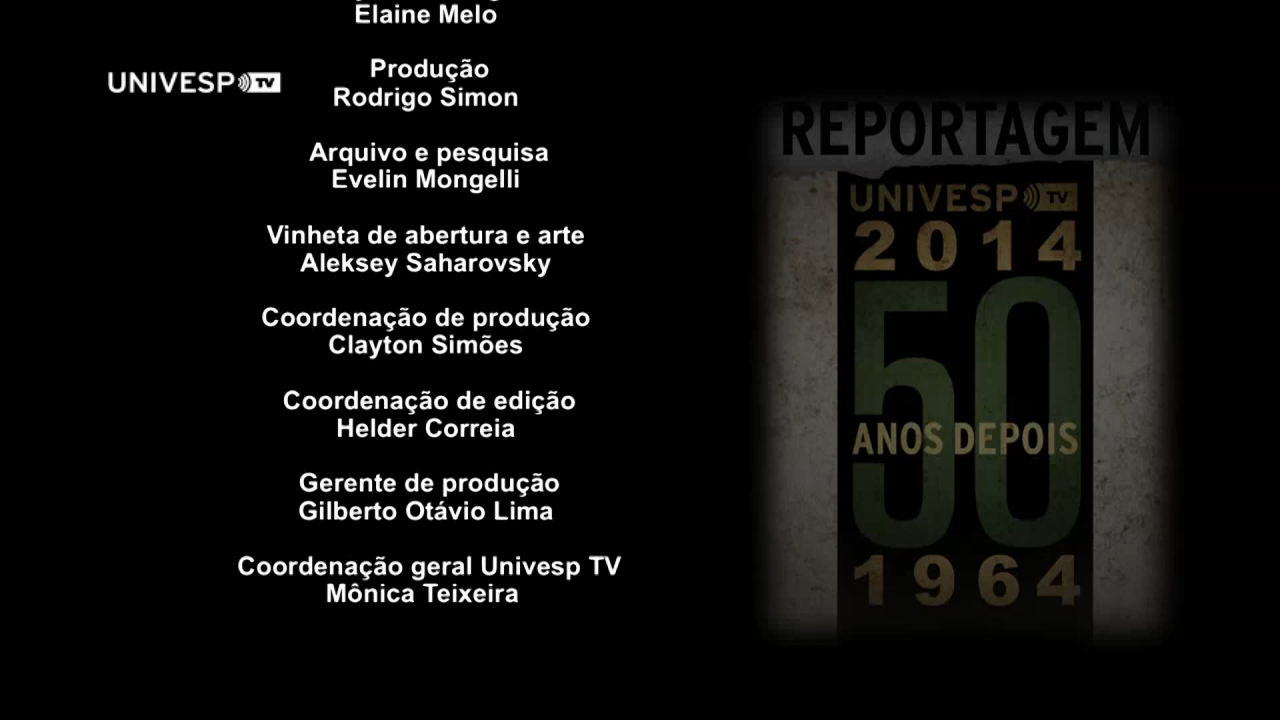 Elaine Melo
UNIVESP TV
Produção
Rodrigo Simon
Arquivo e pesquisa
Evelin Mongelli
Vinheta de abertura e arte
Aleksey Saharovsky
Coordenação de produção
Clayton Simões
Coordenação de edição
Helder Correia
Gerente de produção
Gilberto Otávio Lima
Coordenação geral Univesp TV
Mônica Teixeira
REPORTAGEM
UNIVESP TV
2014
50
ANOS DEPOIS
1964